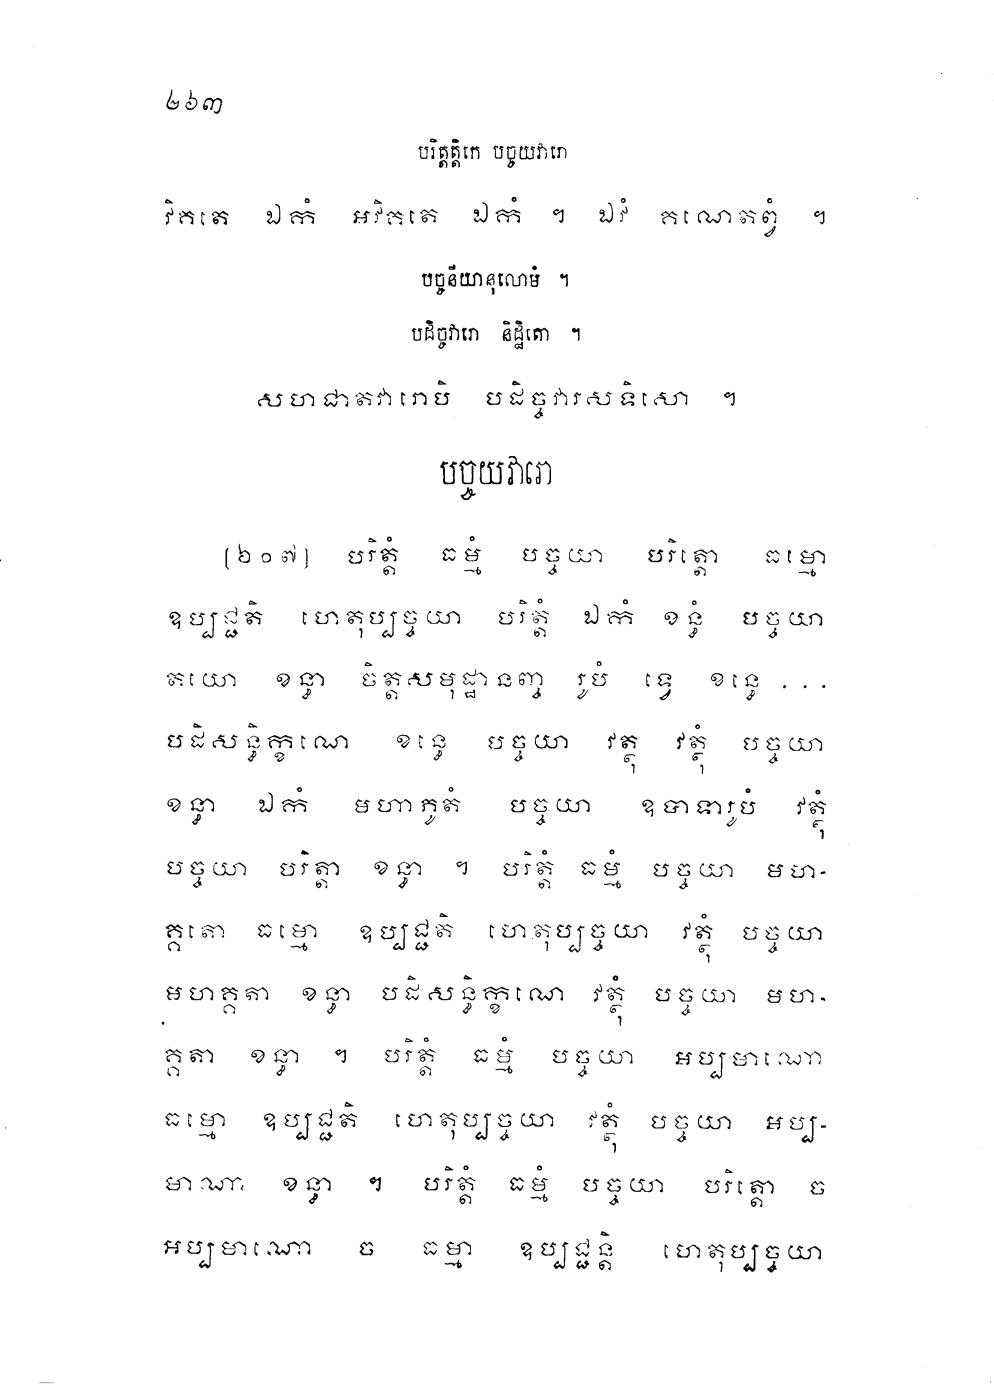 ២៦៣
បរិត្តត្តិកេ បច្ចយវារោ
វិគតេ ឯកំ អវិគតេ ឯកំ ។ ឯវំ គណេតព្វំ ។
បច្ចនីយានុលោមំ ។
បដិច្ចវារោ និដ្ឋិតោ ។
សហជាតវារោបិ បដិច្ចវារសទិសោ ។
បច្ចយវារោ
[២០៧] បរិត្តំ ធម្មំ បច្ចយា បរិត្តោ ធម្មោ
ឧប្បជ្ជតិ ហេតុប្បច្ចយា បរិត្តំ ឯកំ ខន្ធំ បច្ចយា
តយោ ខន្ធា ចិត្តសមុដ្ឋានញ្ច រូបំ ទ្វេ ខន្ធេ ...
បដិសន្ធិក្ខណេ ខន្ធេ បច្ចយា វត្ថុ វត្ថុំ បច្ចយា
ខន្ធា ឯកំ មហាភូតំ បច្ចយា ឧបាទារូបំ វត្ថុំ
បច្ចយា បរិត្តា ខន្ធា ។ បរិត្តំ ធម្មំ បច្ចយា មហ-
គ្គតោ ធម្មោ ឧប្បជ្ជតិ ហេតុប្បច្ចយា វត្ថុំ បច្ចយា
មហគ្គតា ខន្ធា បដិសន្ធិក្ខណេ វត្ថុំ បច្ចយា មហ-
គ្គតា ខន្ធា ។ បរិត្តំ ធម្មំ បច្ចយា អប្បមាណោ
ធម្មោ ឧប្បជ្ជតិ ហេតុប្បច្ចយា វត្ថុំ បច្ចយា អប្ប-
មាណា ខន្ធា ។ បរិត្តំ ធម្មំ បច្ចយា បរិត្តោ ច
អប្បមាណោ ច ធម្មា ឧប្បជ្ជន្តិ ហេតុប្បច្ចយា